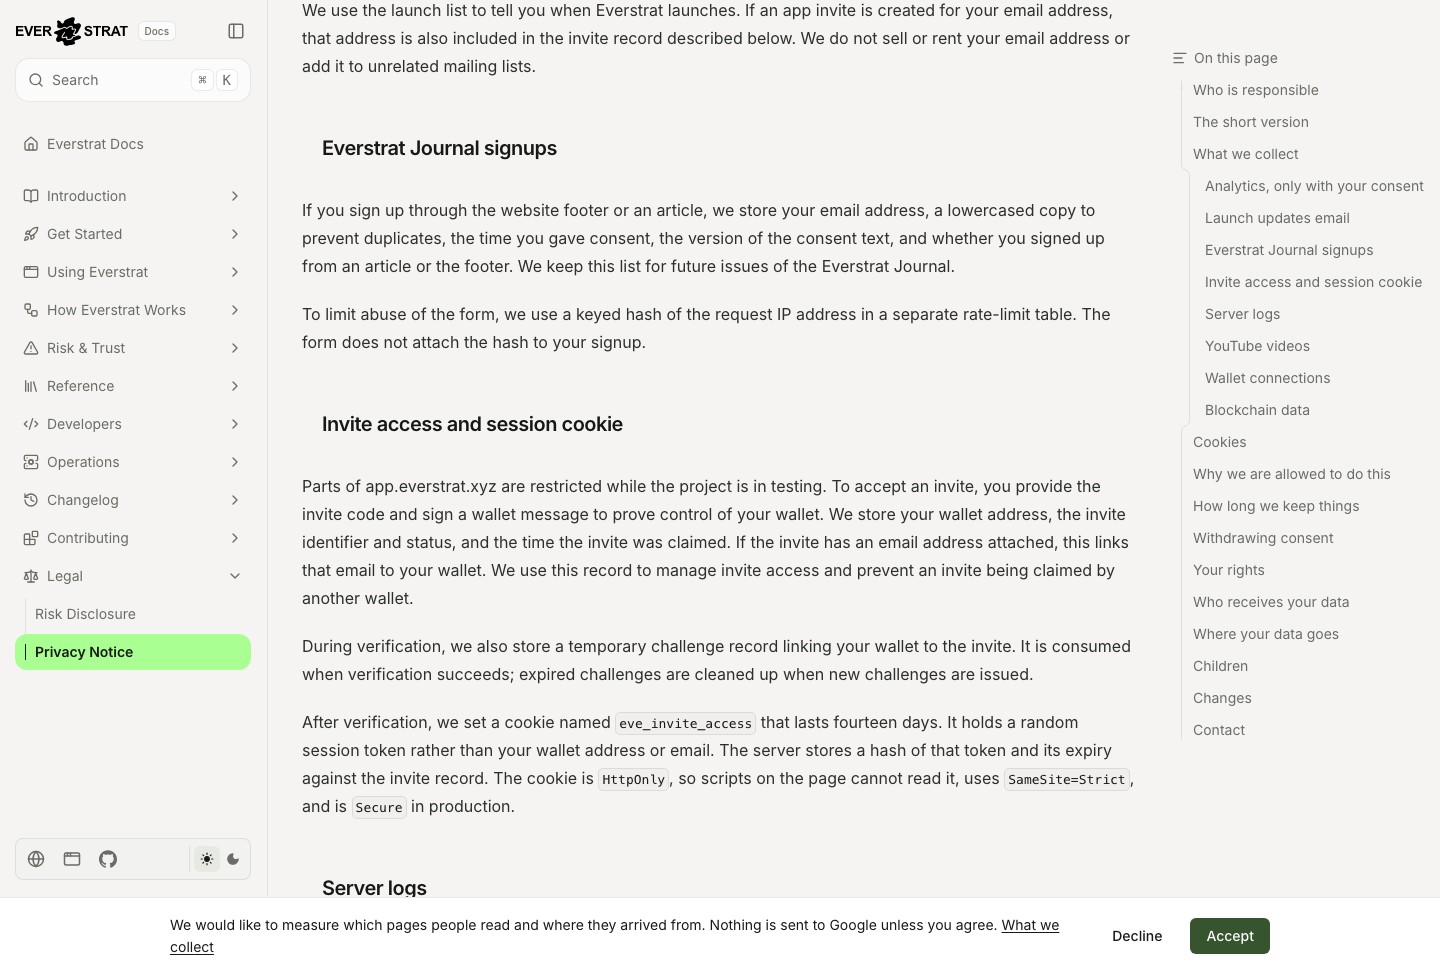 EVER STRAT
Docs
Search
⌘ K
Everstrat Docs
Introduction
Get Started
Using Everstrat
How Everstrat Works
Risk & Trust
Reference
Developers
Operations
Changelog
Contributing
Legal
Risk Disclosure
Privacy Notice
We use the launch list to tell you when Everstrat launches. If an app invite is created for your email address,
that address is also included in the invite record described below. We do not sell or rent your email address or
add it to unrelated mailing lists.
Everstrat Journal signups
If you sign up through the website footer or an article, we store your email address, a lowercased copy to
prevent duplicates, the time you gave consent, the version of the consent text, and whether you signed up
from an article or the footer. We keep this list for future issues of the Everstrat Journal.
To limit abuse of the form, we use a keyed hash of the request IP address in a separate rate-limit table. The
form does not attach the hash to your signup.
Invite access and session cookie
Parts of app.everstrat.xyz are restricted while the project is in testing. To accept an invite, you provide the
invite code and sign a wallet message to prove control of your wallet. We store your wallet address, the invite
identifier and status, and the time the invite was claimed. If the invite has an email address attached, this links
that email to your wallet. We use this record to manage invite access and prevent an invite being claimed by
another wallet.
During verification, we also store a temporary challenge record linking your wallet to the invite. It is consumed
when verification succeeds; expired challenges are cleaned up when new challenges are issued.
After verification, we set a cookie named eve_invite_access that lasts fourteen days. It holds a random
session token rather than your wallet address or email. The server stores a hash of that token and its expiry
against the invite record. The cookie is HttpOnly, so scripts on the page cannot read it, uses SameSite=Strict,
and is Secure in production.
Server logs
On this page
Who is responsible
The short version
What we collect
Analytics, only with your consent
Launch updates email
Everstrat Journal signups
Invite access and session cookie
Server logs
YouTube videos
Wallet connections
Blockchain data
Cookies
Why we are allowed to do this
How long we keep things
Withdrawing consent
Your rights
Who receives your data
Where your data goes
Children
Changes
Contact
We would like to measure which pages people read and where they arrived from. Nothing is sent to Google unless you agree. What we
collect
Decline
Accept